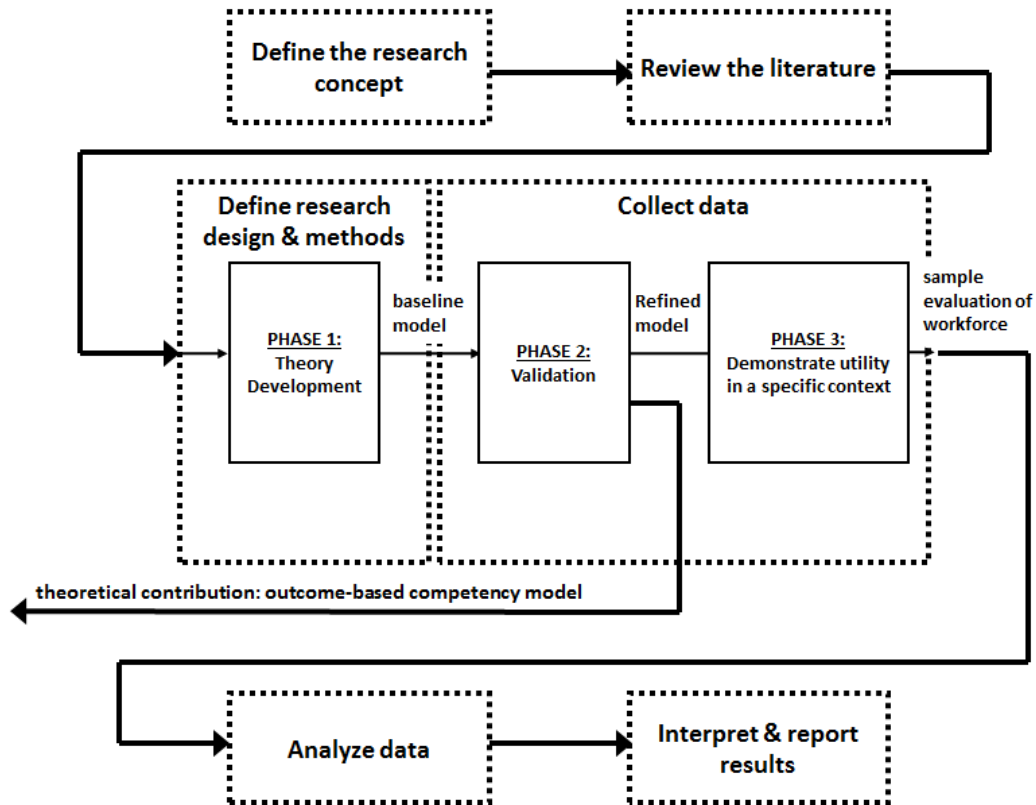 Define the research
concept
Review the literature
Define research
design & methods
Collect data
PHASE 1:
Theory
Development
baseline
model
PHASE 2:
Validation
Refined
model
PHASE 3:
Demonstrate utility
in a specific context
sample
evaluation of
workforce
theoretical contribution: outcome-based competency model
Analyze data
Interpret & report
results